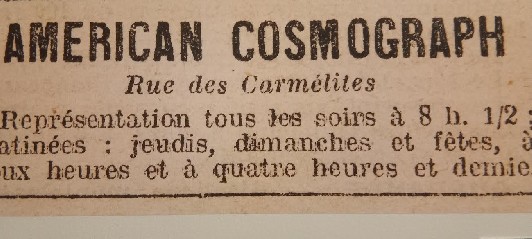 AMERICAN COSMOGRAPH
Rue des Carmélites
Représentation tous les soirs à 8 h. 1/2 ;
atinées : jeudis, dimanches et fêtes, à
ux heures et à quatre heures et demie